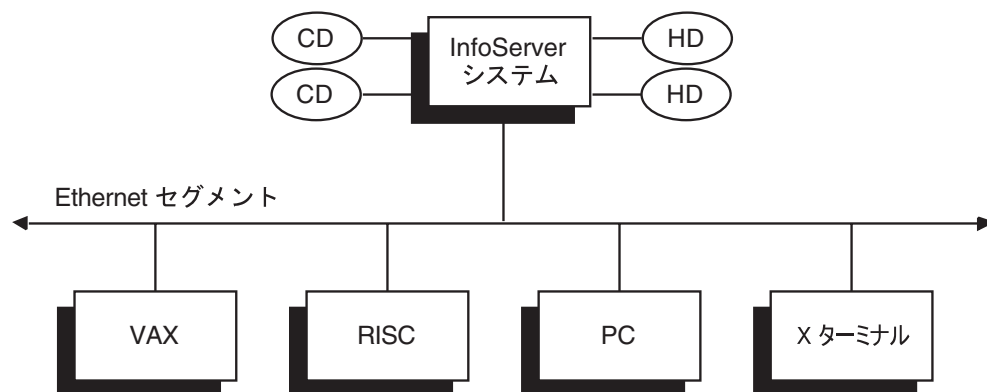 CD
InfoServer
システム
HD
CD
HD
Ethernet セグメント
VAX
RISC
PC
X ターミナル